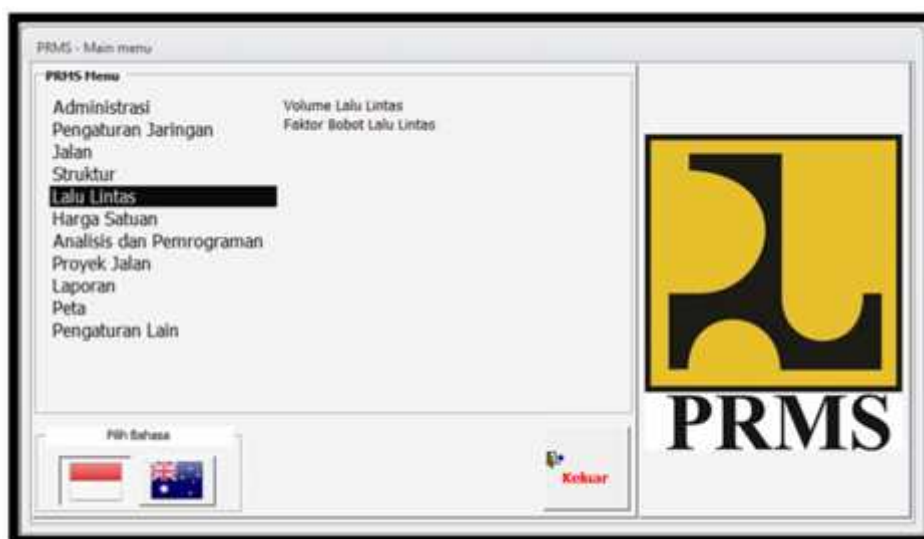 PRMS - Main menu
PRMS Menu
Administrasi
Pengaturan Jaringan
Jalan
Struktur
Lalu Lintas
Harga Satuan
Analisis dan Pemrograman
Proyek Jalan
Laporan
Peta
Pengaturan Lain
Volume Lalu Lintas
Faktor Bobot Lalu Lintas
Pilih Bahasa
Keluar
PRMS